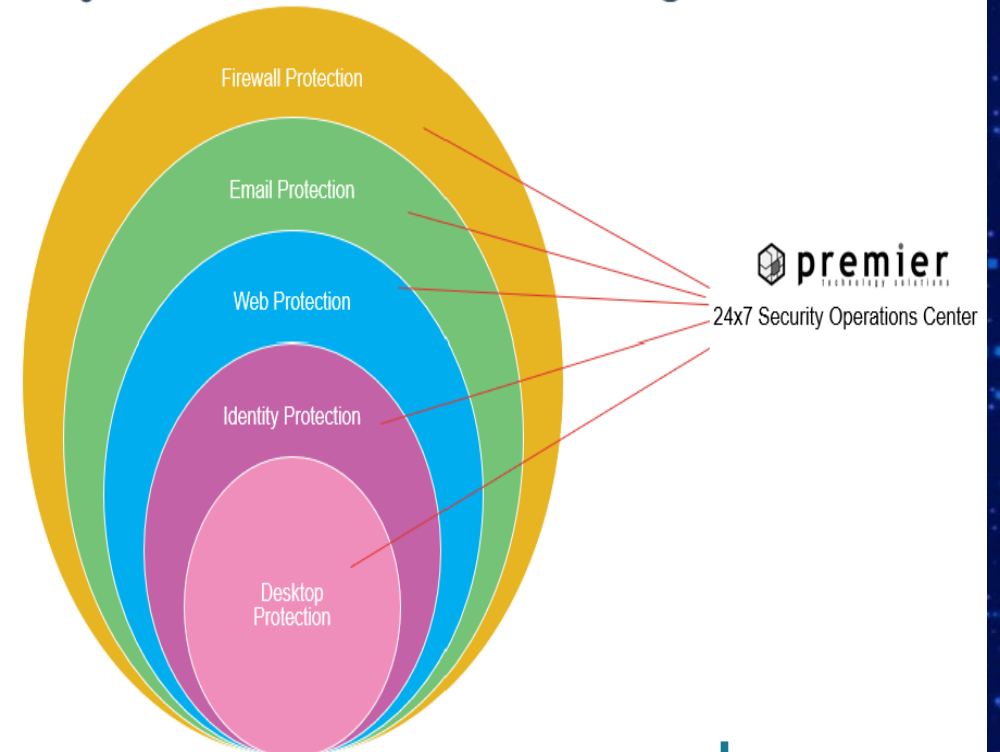 Firewall Protection
Email Protection
Web Protection
Identity Protection
Desktop
Protection
premier
technology solutions
24x7 Security Operations Center